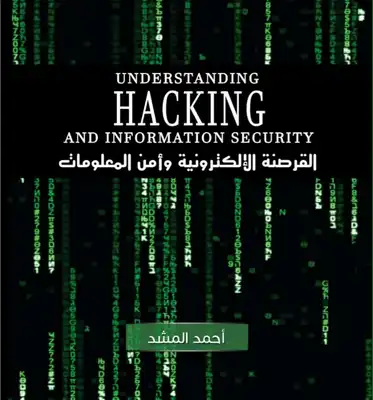 UNDERSTANDING
HACKING
AND INFORMATION SECURITY
القرصنة الإلكترونية وأمن المعلومات
أحمد المشد